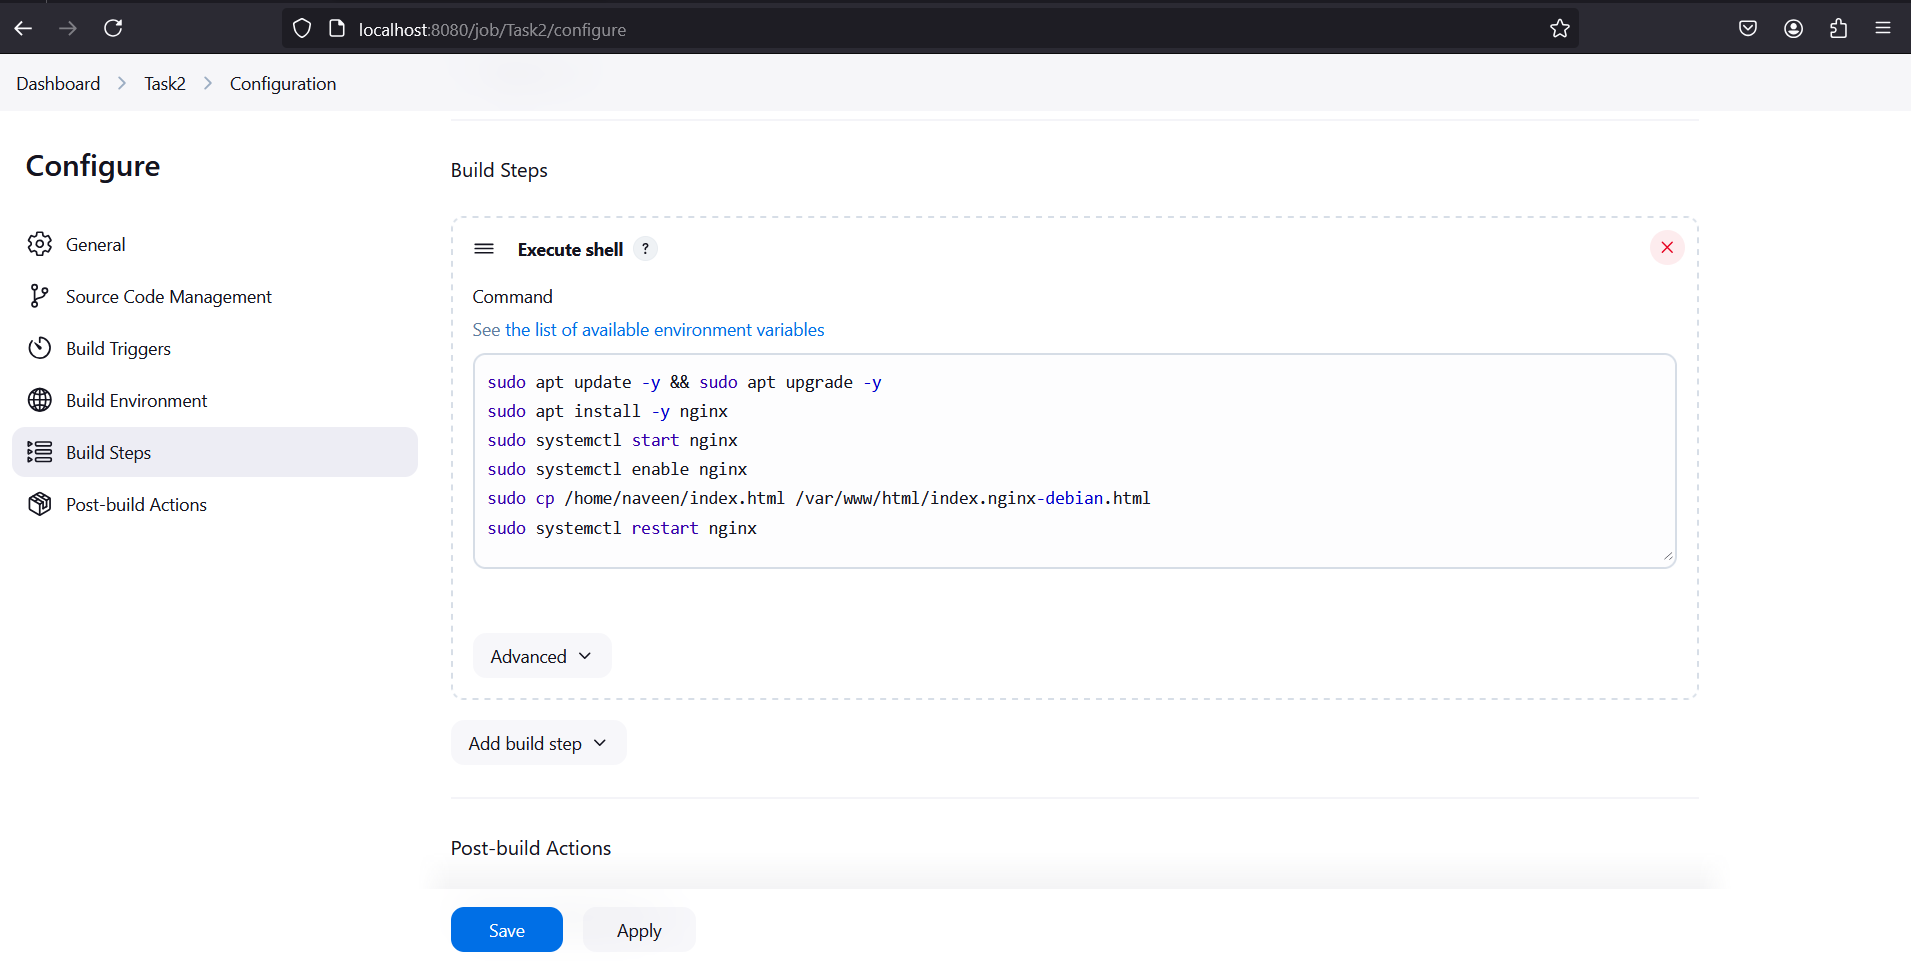 localhost:8080/job/Task2/configure
Dashboard > Task2 > Configuration
Configure
General
Source Code Management
Build Triggers
Build Environment
Build Steps
Post-build Actions
Build Steps
Execute shell ?
Command
See the list of available environment variables
sudo apt update -y && sudo apt upgrade -y
sudo apt install -y nginx
sudo systemctl start nginx
sudo systemctl enable nginx
sudo cp /home/naveen/index.html /var/www/html/index.nginx-debian.html
sudo systemctl restart nginx
Advanced
Add build step
Post-build Actions
Save Apply